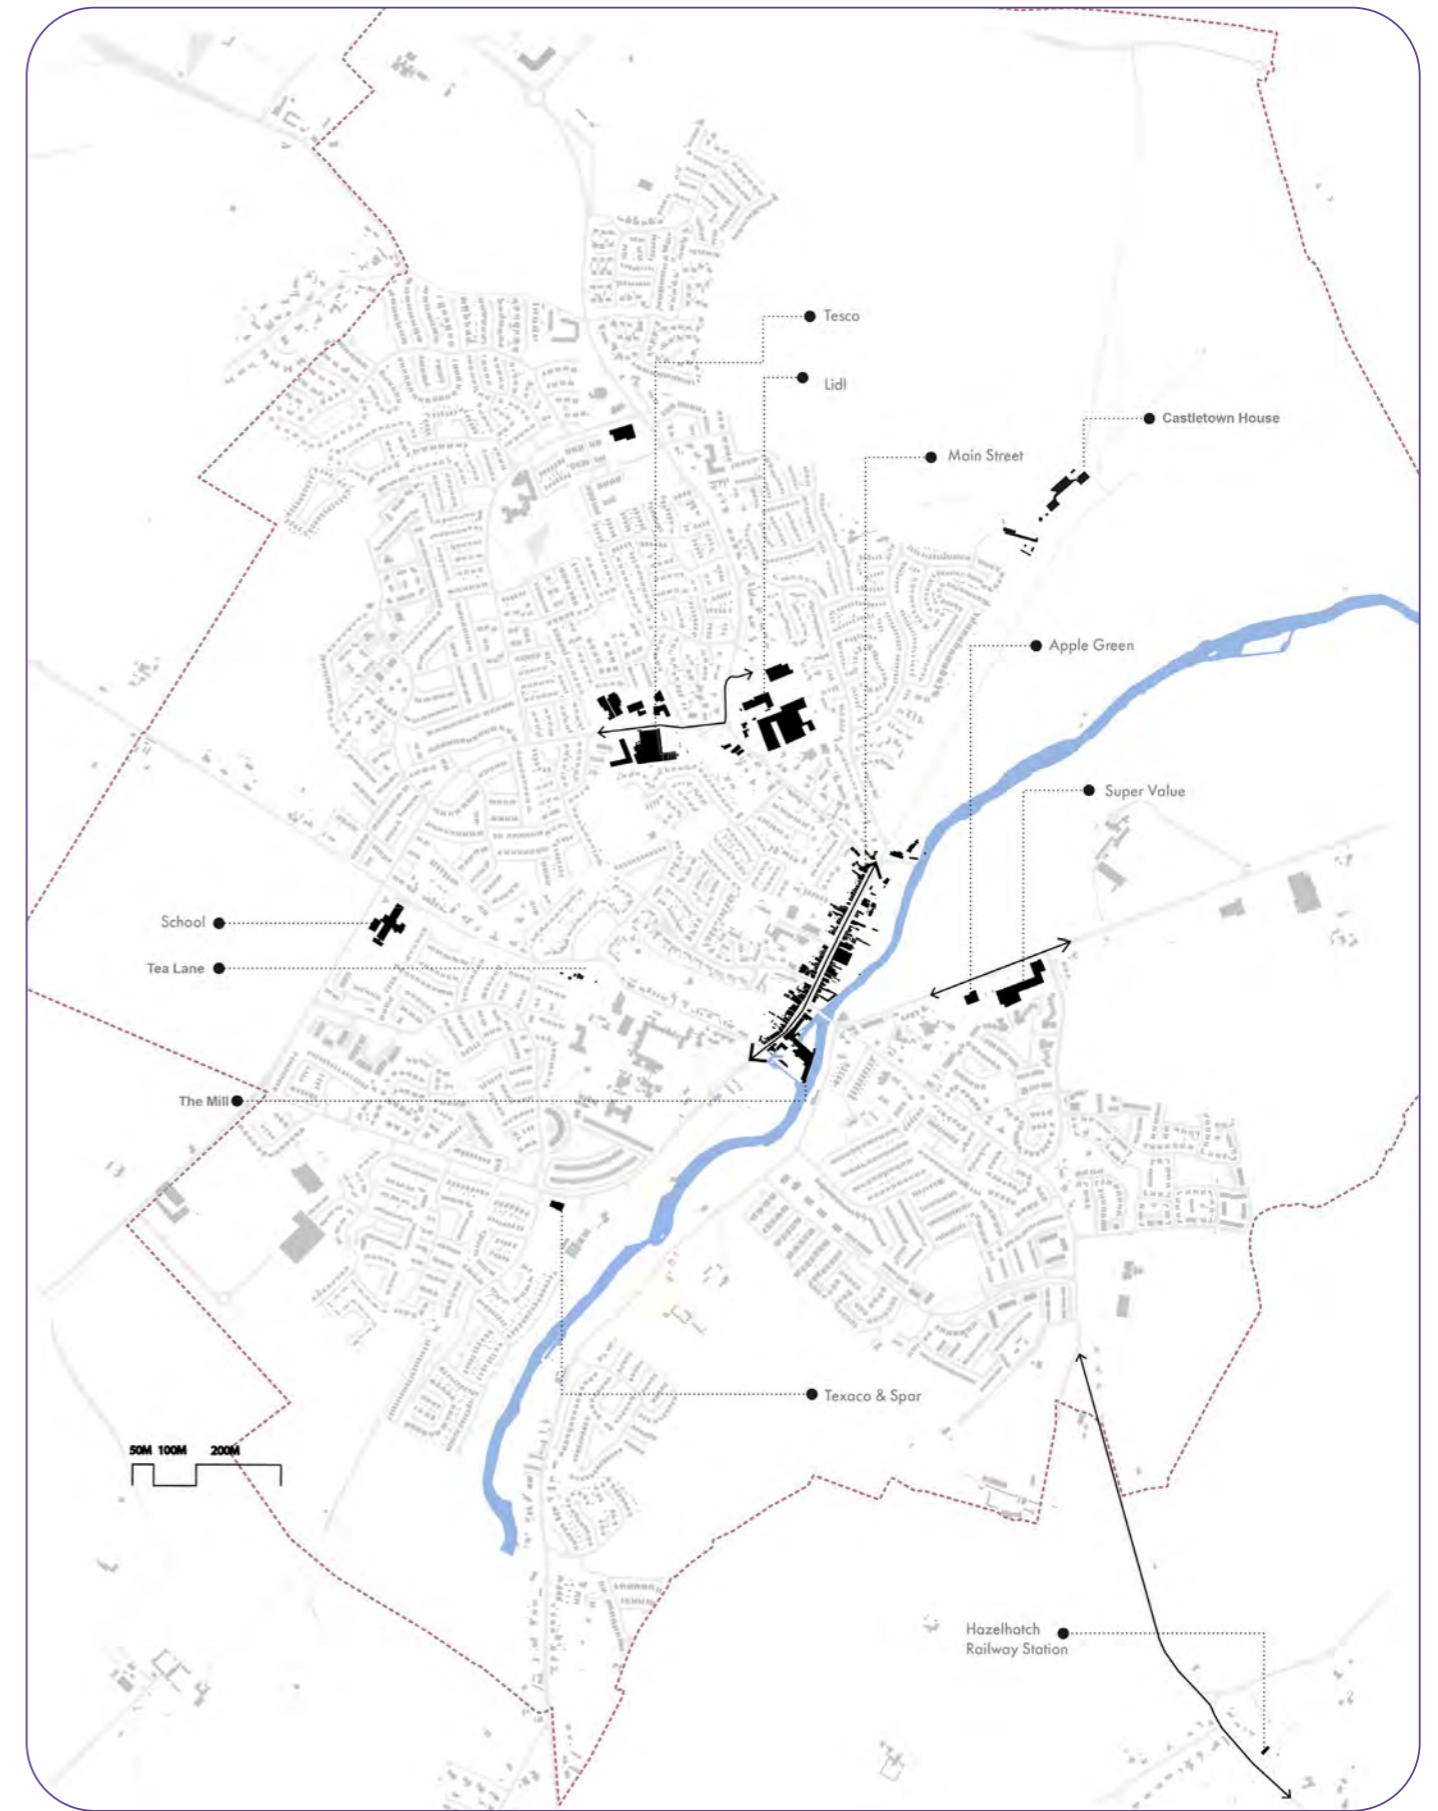 Tesco
Lidl
Castletown House
Main Street
Apple Green
Super Value
School
Tea Lane
The Mill
Texaco & Spar
50M 100M 200M
Hazelhatch
Railway Station